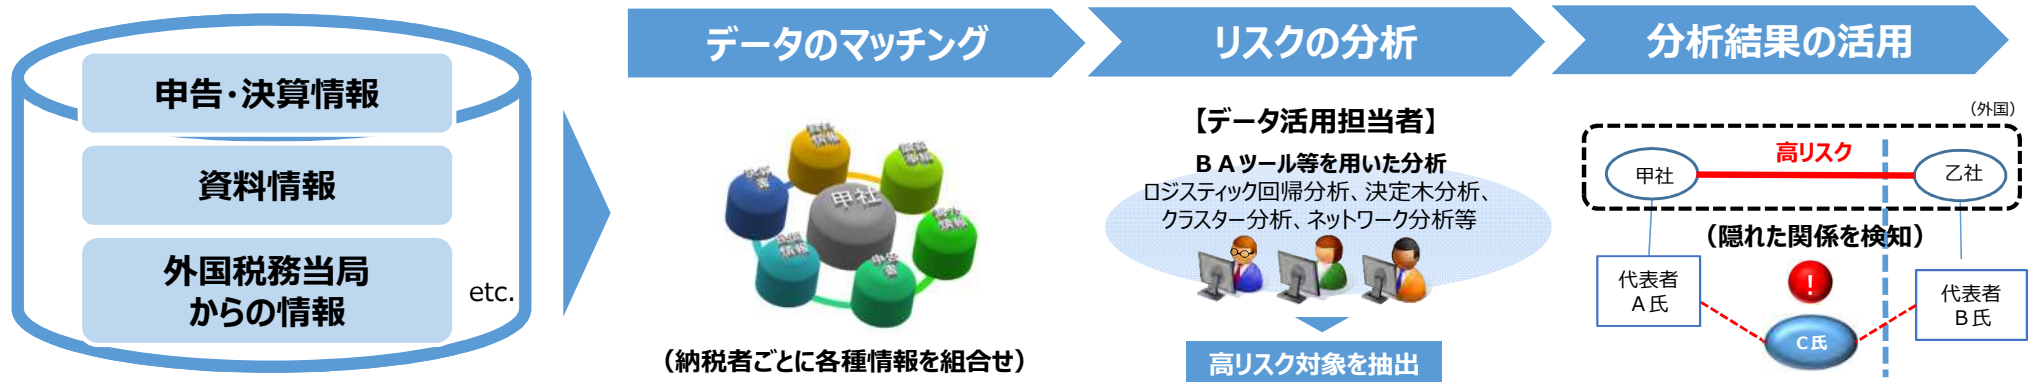 申告・決算情報
資料情報
外国税務当局
からの情報
etc.
データのマッチング
甲社
（納税者ごとに各種情報を組合せ）
リスクの分析
【データ活用担当者】
ＢＡツール等を用いた分析
ロジスティック回帰分析、決定木分析、
クラスター分析、ネットワーク分析等
高リスク対象を抽出
分析結果の活用
（外国）
高リスク
甲社
乙社
（隠れた関係を検知）
代表者
Ａ氏
!
代表者
Ｂ氏
Ｃ氏